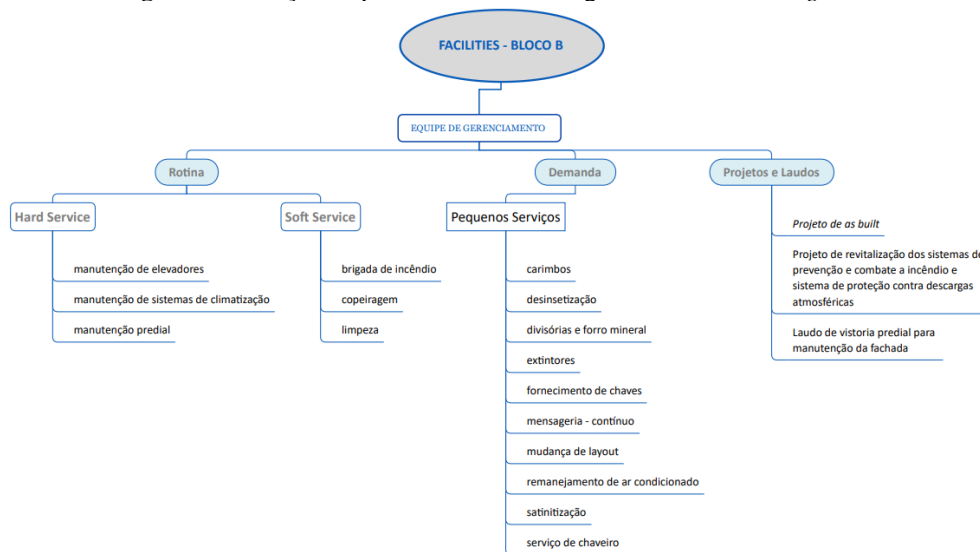 FACILITIES - BLOCO B
EQUIPE DE GERENCIAMENTO
Rotina
Demanda
Projetos e Laudos
Hard Service
Soft Service
Pequenos Serviços
manutenção de elevadores
manutenção de sistemas de climatização
manutenção predial
brigada de incêndio
copeiragem
limpeza
carimbos
desinsetização
divisórias e forro mineral
extintores
fornecimento de chaves
mensageria - contínuo
mudança de layout
remanejamento de ar condicionado
satinitização
serviço de chaveiro
Projeto de as built
Projeto de revitalização dos sistemas de
prevenção e combate a incêndio e
sistema de proteção contra descargas
atmosféricas
Laudo de vistoria predial para
manutenção da fachada